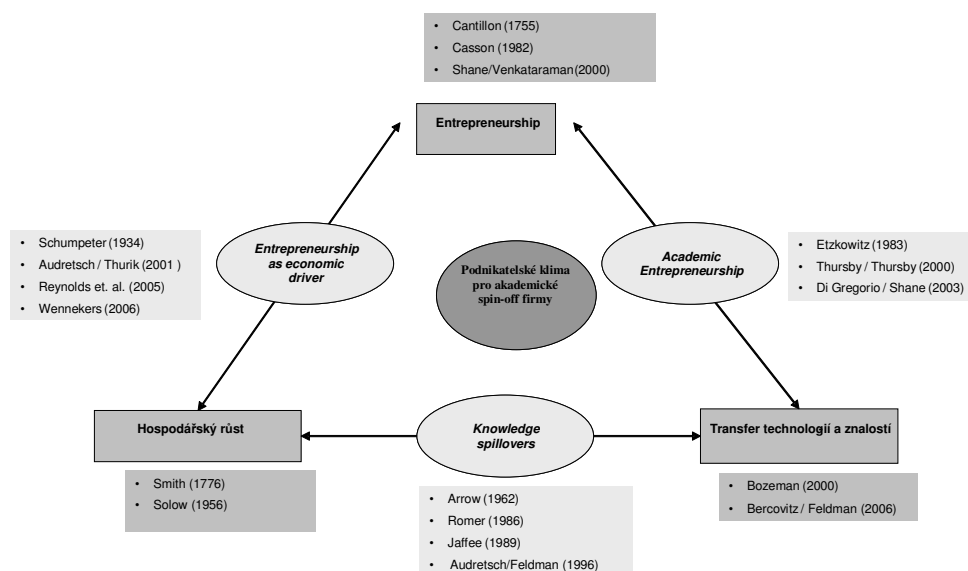 • Cantillon (1755)
• Casson (1982)
• Shane/Venkataraman(2000)
Entrepreneurship
• Schumpeter (1934)
• Audretsch / Thurik (2001 )
• Reynolds et. al. (2005)
• Wennekers (2006)
Entrepreneurship
as economic
driver
Podnikatelské klima
pro akademické
spin-off firmy
Academic
Entrepreneurship
• Etzkowitz (1983)
• Thursby / Thursby (2000)
• Di Gregorio / Shane (2003)
Hospodářský růst
• Smith (1776)
• Solow (1956)
Knowledge
spillovers
• Arrow (1962)
• Romer (1986)
• Jaffee (1989)
• Audretsch/Feldman (1996)
Transfer technologií a znalostí
• Bozeman (2000)
• Bercovitz / Feldman (2006)